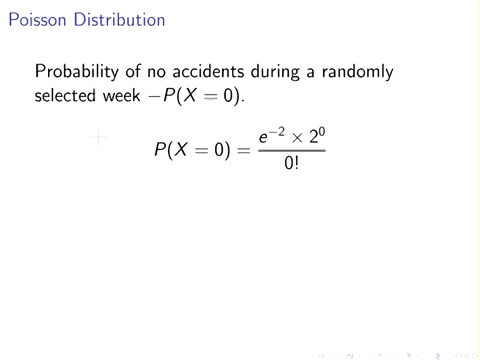 Poisson Distribution
Probability of no accidents during a randomly
selected week −P(X = 0).
P(X = 0) = e^{−2} × 2^0 / 0!